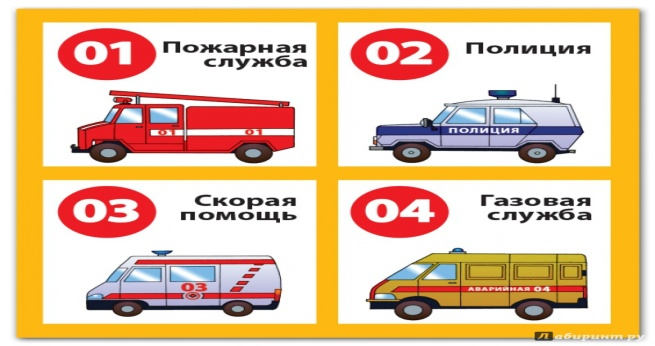 01
Пожарная
служба
01
01
02
Полиция
ПОЛИЦИЯ
03
Скорая
помощь
03
04
Газовая
служба
АВАРИЙНАЯ 04
Лабиринт.ру